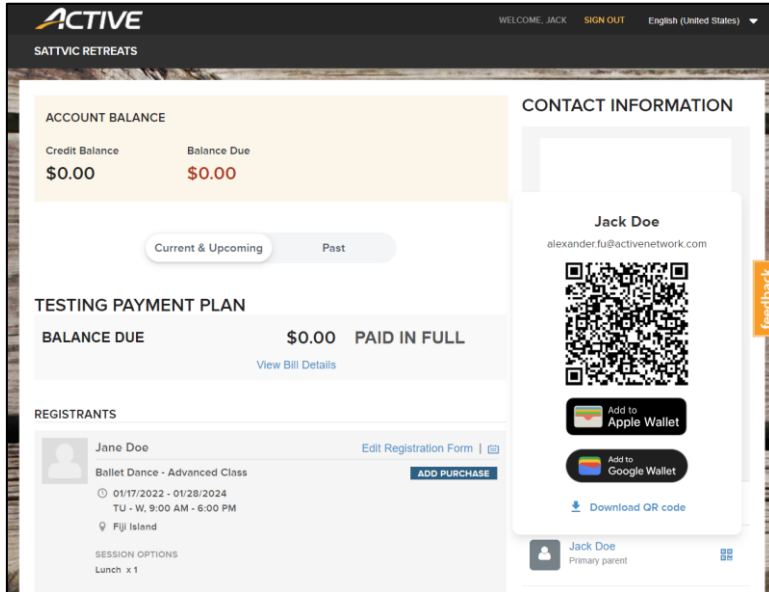 ACTIVE
WELCOME, JACK SIGN OUT English (United States)
SATTVIC RETREATS
ACCOUNT BALANCE
Credit Balance Balance Due
$0.00 $0.00
Current & Upcoming Past
TESTING PAYMENT PLAN
BALANCE DUE $0.00 PAID IN FULL
View Bill Details
REGISTRANTS
Jane Doe Edit Registration Form |
Ballet Dance - Advanced Class ADD PURCHASE
01/17/2022 - 01/28/2024
TU - W, 9:00 AM - 6:00 PM
Fiji Island
SESSION OPTIONS
Lunch x 1
CONTACT INFORMATION
Jack Doe
alexander.fu@activenetwork.com
Add to
Apple Wallet
Add to
Google Wallet
Download QR code
Jack Doe
Primary parent
feedback